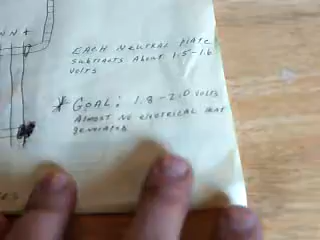 N N +
EACH NEUTRAL PLATE
SUBTRACTS ABOUT 1.5-1.6
VOLTS
* GOAL: 1.8-2.0 VOLTS
ALMOST NO ELECTRICAL HEAT
GENERATED